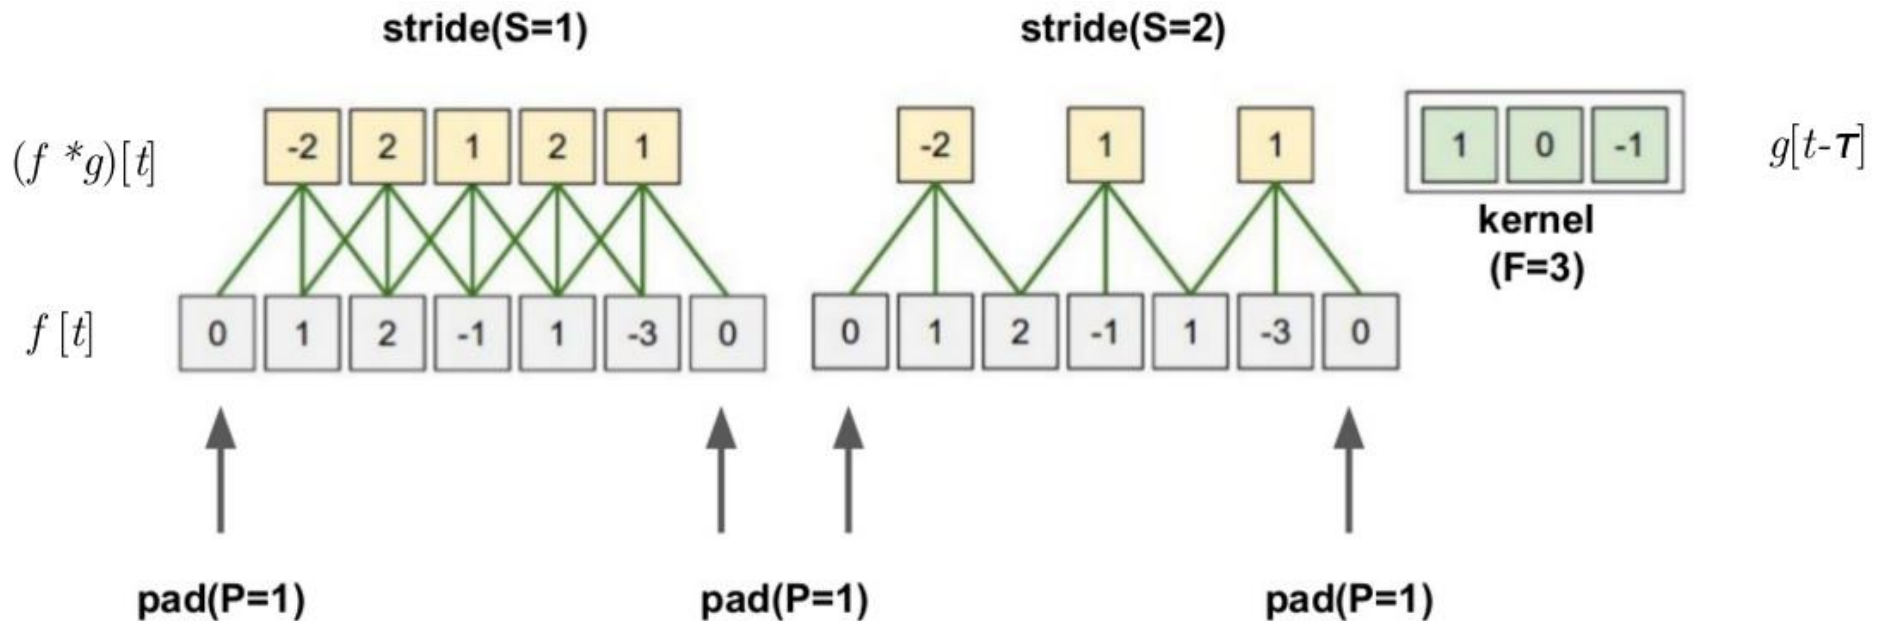 stride(S=1)
stride(S=2)
(f *g)[t]
-2 2 1 2 1
-2 1 1
1 0 -1
g[t-τ]
kernel
(F=3)
f [t]
0 1 2 -1 1 -3 0
0 1 2 -1 1 -3 0
pad(P=1)
pad(P=1)
pad(P=1)